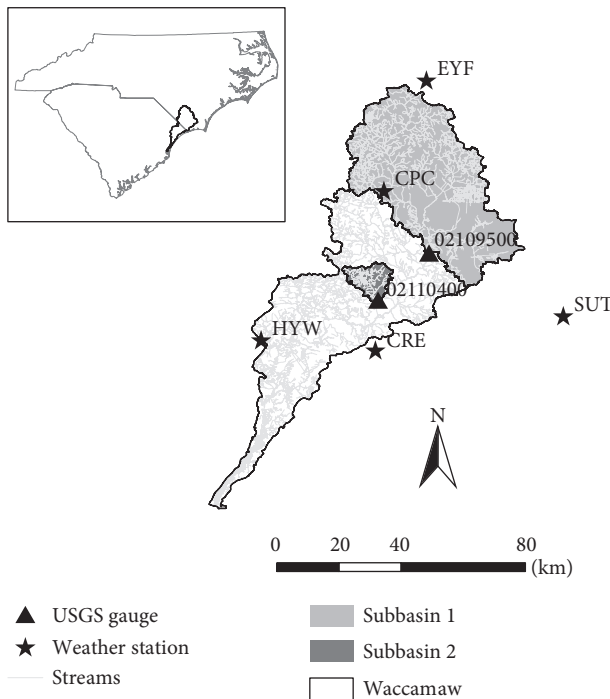 EYF
CPC
02109500
02110400
SUT
HYW
CRE
N
0 20 40 80
(km)
USGS gauge
Weather station
Streams
Subbasin 1
Subbasin 2
Waccamaw